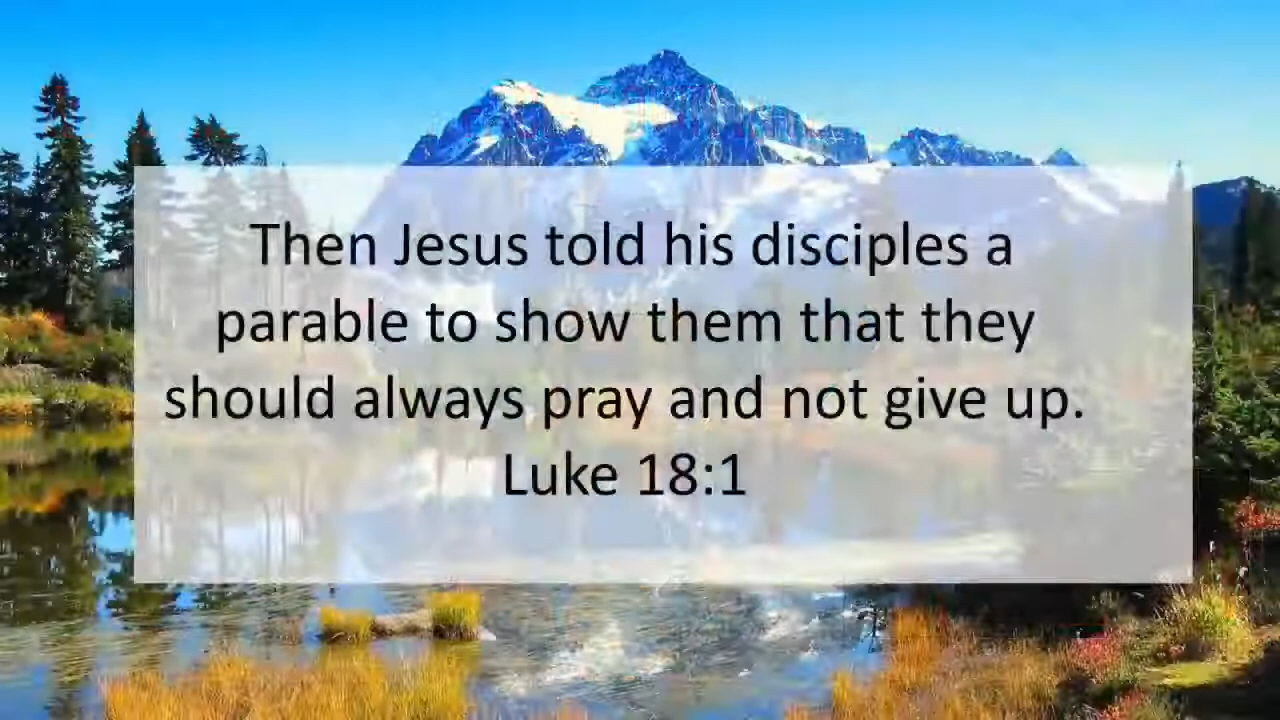 Then Jesus told his disciples a
parable to show them that they
should always pray and not give up.
Luke 18:1